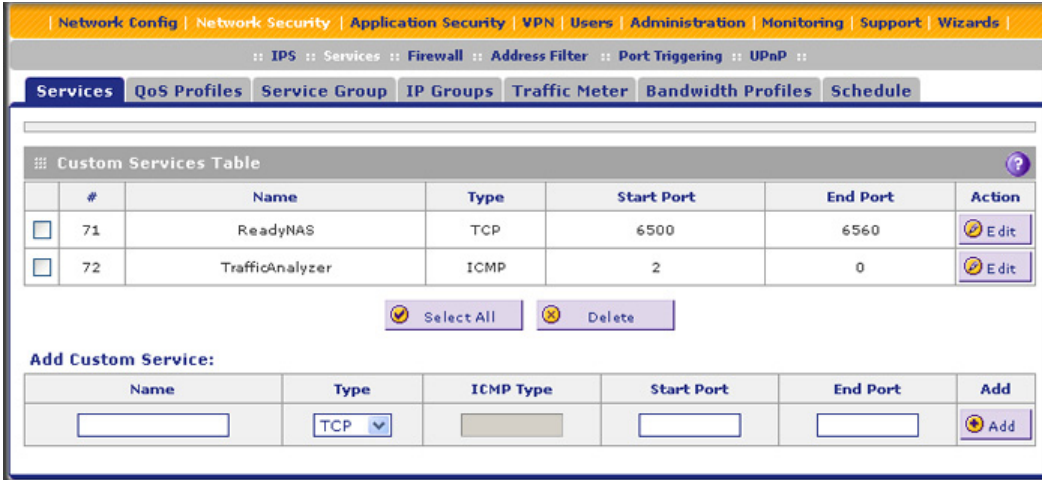 | Network Config | Network Security | Application Security | VPN | Users | Administration | Monitoring | Support | Wizards |
:: IPS :: Services :: Firewall :: Address Filter :: Port Triggering :: UPnP ::
Services QoS Profiles Service Group IP Groups Traffic Meter Bandwidth Profiles Schedule
Custom Services Table ?
# Name Type Start Port End Port Action
71 ReadyNAS TCP 6500 6560 Edit
72 TrafficAnalyzer ICMP 2 0 Edit
Select All Delete
Add Custom Service:
Name Type ICMP Type Start Port End Port Add
TCP Add